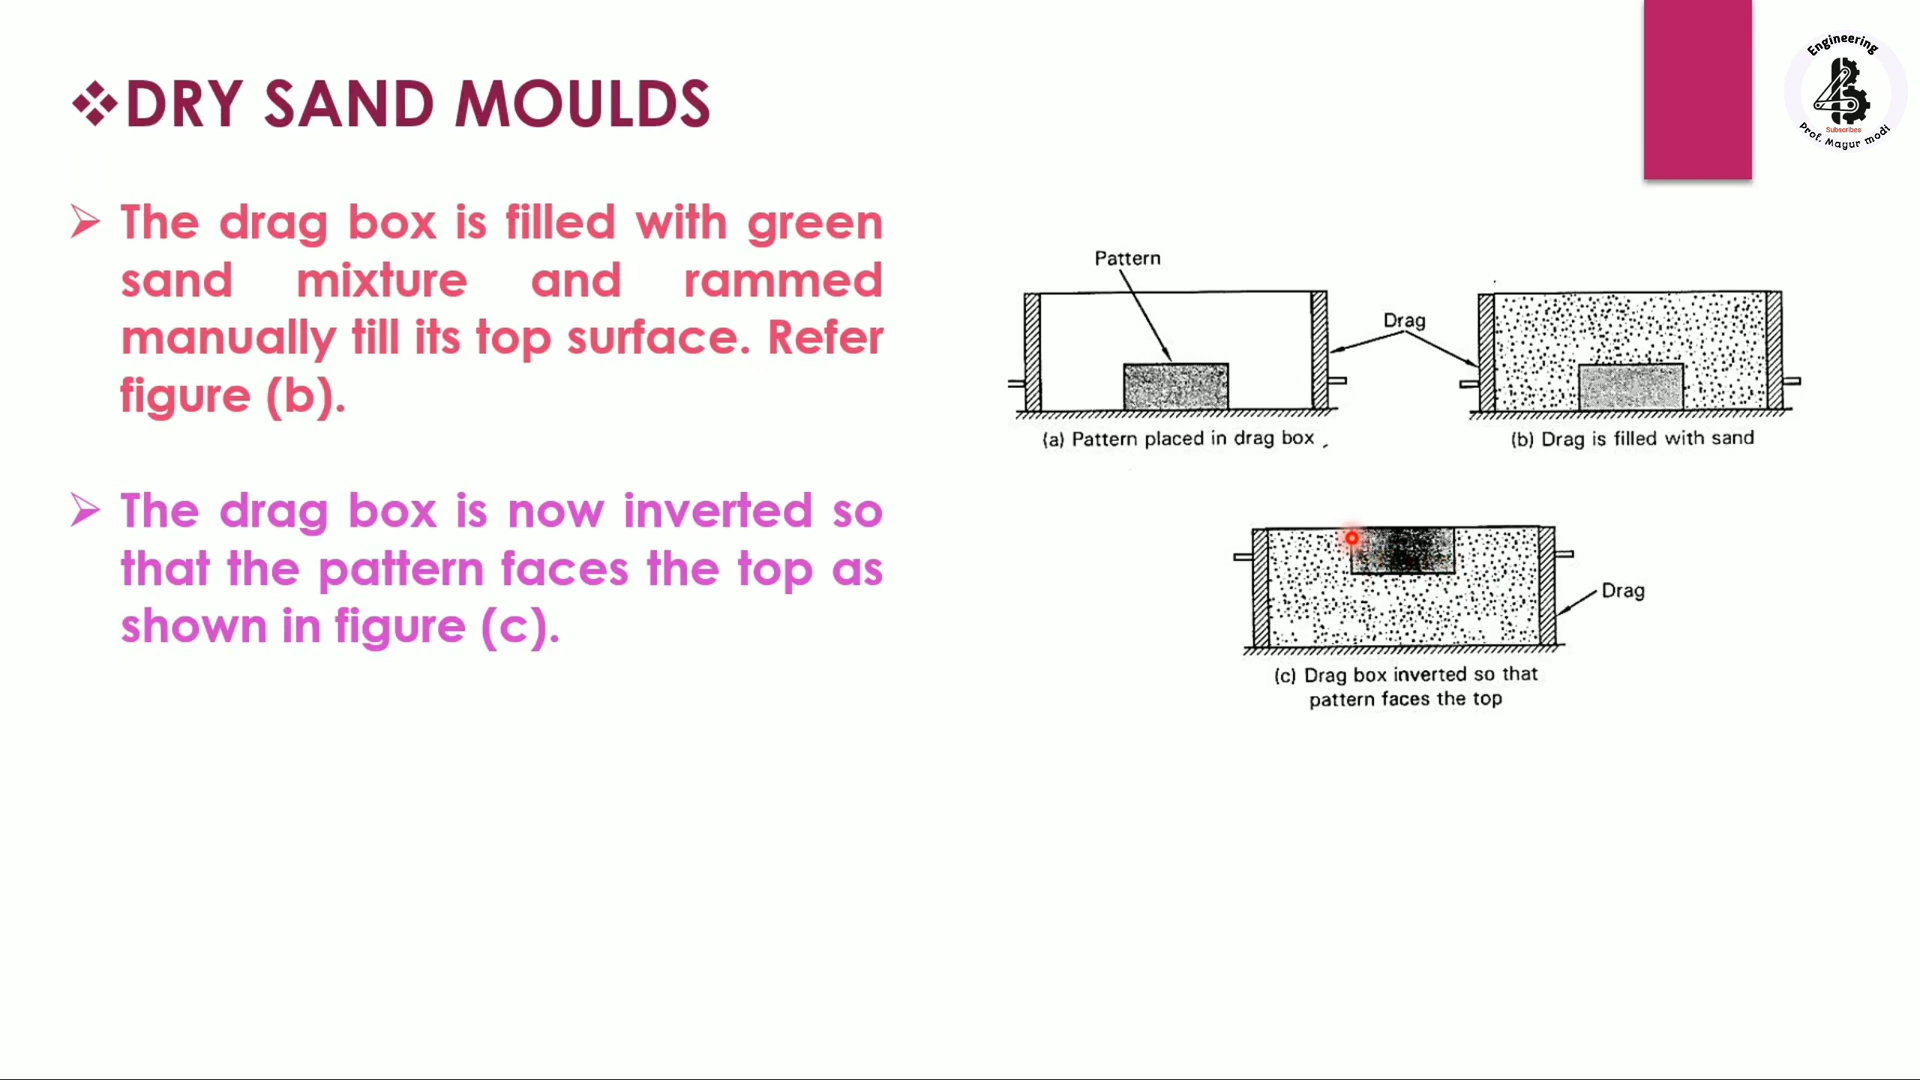 ❖DRY SAND MOULDS
➢ The drag box is filled with green
sand mixture and rammed
manually till its top surface. Refer
figure (b).
➢ The drag box is now inverted so
that the pattern faces the top as
shown in figure (c).
Pattern
Drag
(a) Pattern placed in drag box
(b) Drag is filled with sand
Drag
(c) Drag box inverted so that
pattern faces the top
Engineering
Subscribes
Prof. Mayur modi